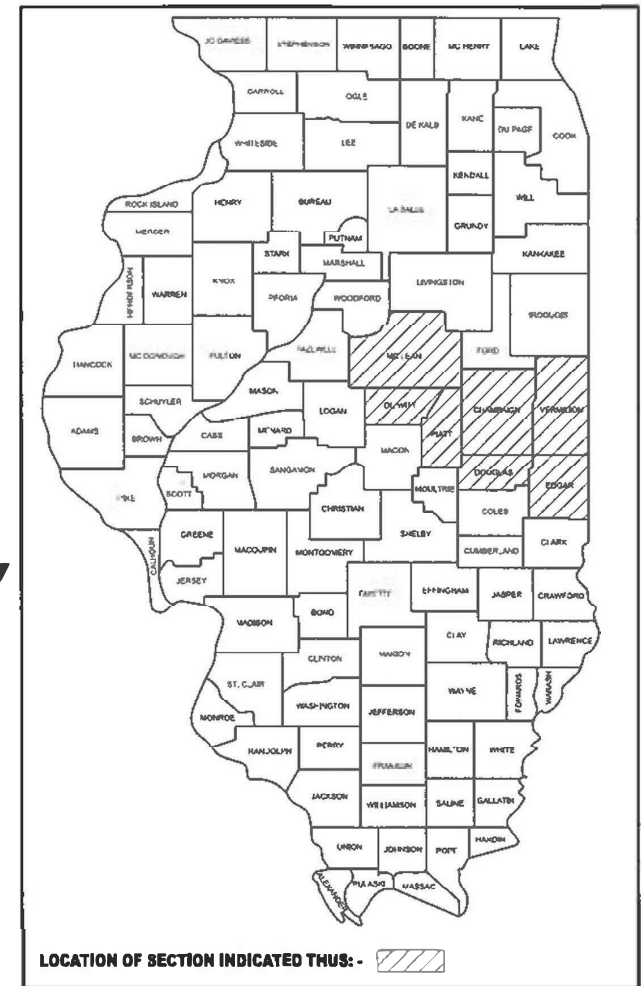 JO DAVIESS STEPHENSON WINNEBAGO BOONE MC HENRY LAKE
CARROLL OGLE
DE KALB KANE DU PAGE COOK
WHITESIDE LEE
KENDALL
WILL
ROCK ISLAND HENRY BUREAU LA SALLE
GRUNDY
MERCER PUTNAM
STARK MARSHALL KANKAKEE
HENDERSON WARREN KNOX PEORIA WOODFORD LIVINGSTON
IROQUOIS
HANCOCK MC DONOUGH FULTON TAZWELL MC LEAN FORD
SCHUYLER MASON
ADAMS BROWN CASS MENARD LOGAN DE WITT CHAMPAIGN VERMILION
PIATT
MACON
PIKE SCOTT MORGAN SANGAMON DOUGLAS
MOULTRIE EDGAR
CHRISTIAN COLES
CALHOUN GREENE MACOUPIN MONTGOMERY SHELBY
CUMBERLAND CLARK
JERSEY
FAYETTE EFFINGHAM JASPER CRAWFORD
MADISON BOND
CLAY RICHLAND LAWRENCE
CLINTON MARION
ST. CLAIR WAYNE EDWARDS WABASH
MONROE WASHINGTON JEFFERSON
RANDOLPH PERRY HAMILTON WHITE
FRANKLIN
JACKSON WILLIAMSON SALINE GALLATIN
UNION JOHNSON POPE HARDIN
ALEXANDER PULASKI MASSAC
LOCATION OF SECTION INDICATED THUS: -